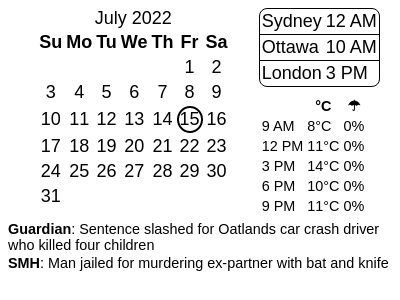 July 2022
Su Mo Tu We Th Fr Sa
1 2
3 4 5 6 7 8 9
10 11 12 13 14 15 16
17 18 19 20 21 22 23
24 25 26 27 28 29 30
31
Sydney 12 AM
Ottawa 10 AM
London 3 PM
°C ☂
9 AM 8°C 0%
12 PM 11°C 0%
3 PM 14°C 0%
6 PM 10°C 0%
9 PM 11°C 0%
Guardian: Sentence slashed for Oatlands car crash driver
who killed four children
SMH: Man jailed for murdering ex-partner with bat and knife